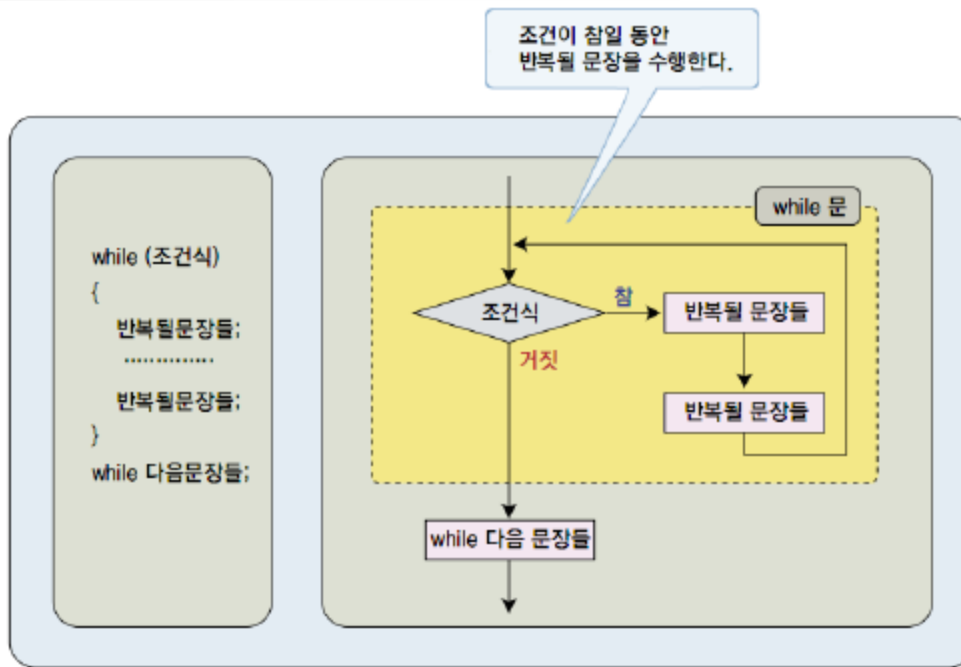 조건이 참일 동안
반복될 문장을 수행한다.
while (조건식)
{
반복될문장들;
··············
반복될문장들;
}
while 다음문장들;
while 문
조건식
참
반복될 문장들
거짓
반복될 문장들
while 다음 문장들